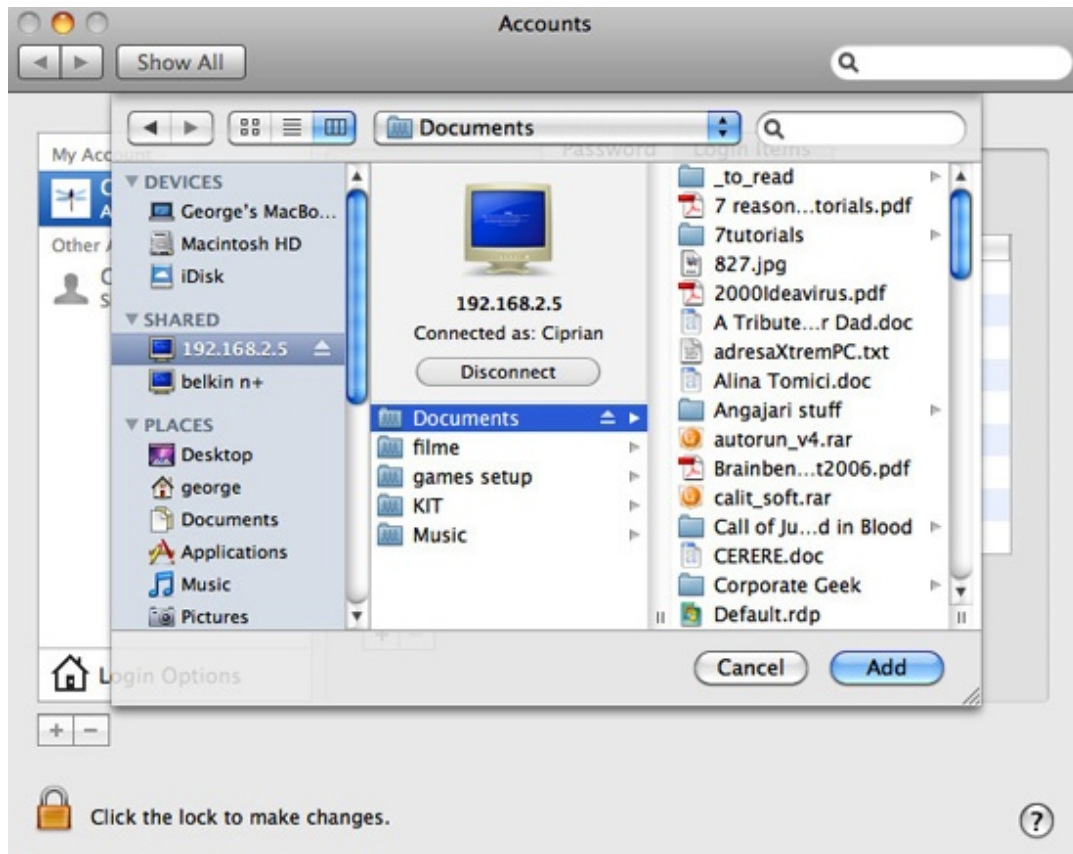 Accounts
Show All
Documents
My Account
Password
Login Items
DEVICES
George's MacBo...
Macintosh HD
iDisk
SHARED
192.168.2.5
belkin n+
PLACES
Desktop
george
Documents
Applications
Music
Pictures
192.168.2.5
Connected as: Ciprian
Disconnect
Documents
filme
games setup
KIT
Music
_to_read
7 reason...torials.pdf
7tutorials
827.jpg
2000Ideavirus.pdf
A Tribute...r Dad.doc
adresaXtremPC.txt
Alina Tomici.doc
Angajari stuff
autorun_v4.rar
Brainben...t2006.pdf
calit_soft.rar
Call of Ju...d in Blood
CERERE.doc
Corporate Geek
Default.rdp
Other
Login Options
Cancel
Add
Click the lock to make changes.
?